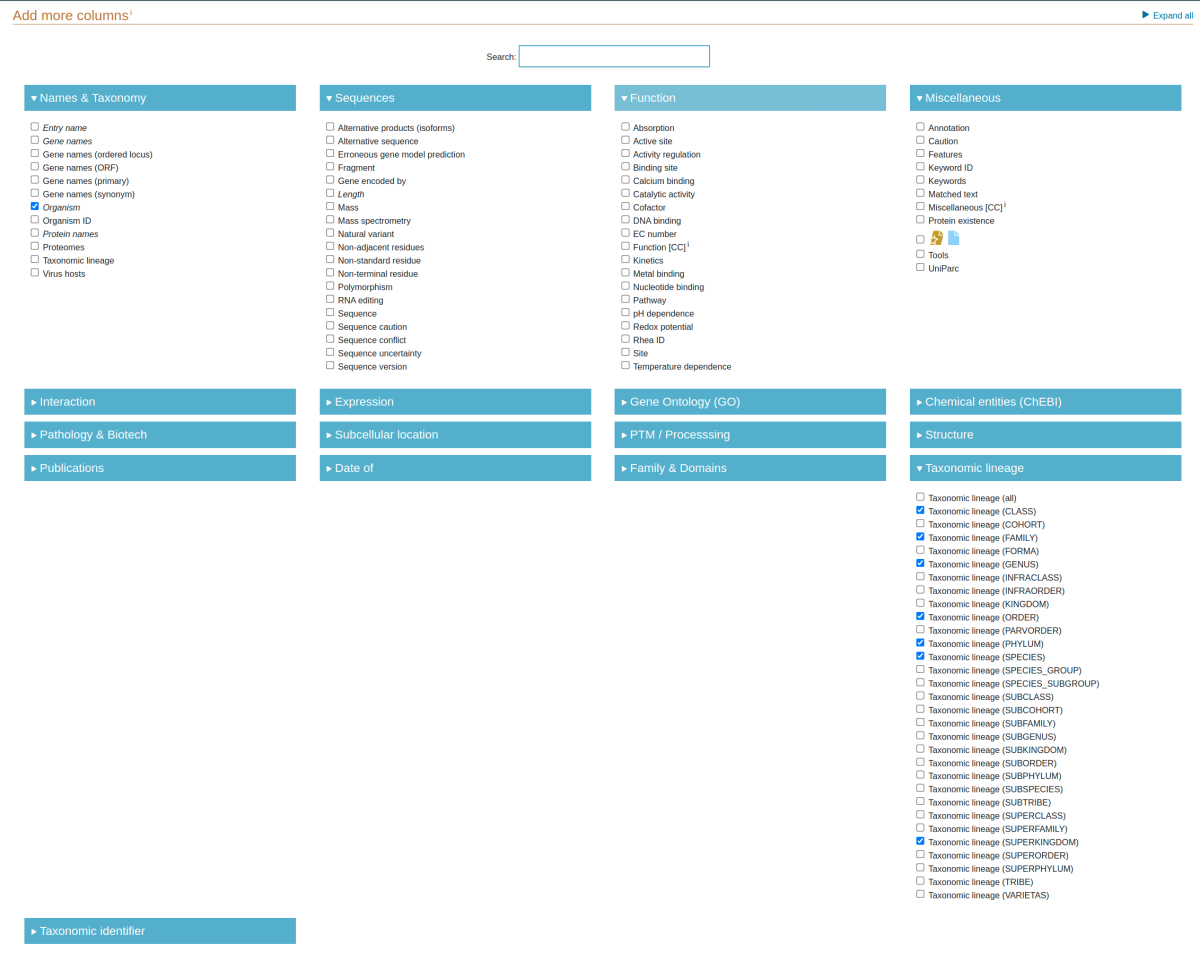 Add more columns i
Expand all
Search:
Names & Taxonomy
Entry name
Gene names
Gene names (ordered locus)
Gene names (ORF)
Gene names (primary)
Gene names (synonym)
Organism
Organism ID
Protein names
Proteomes
Taxonomic lineage
Virus hosts
Sequences
Alternative products (isoforms)
Alternative sequence
Erroneous gene model prediction
Fragment
Gene encoded by
Length
Mass
Mass spectrometry
Natural variant
Non-adjacent residues
Non-standard residue
Non-terminal residue
Polymorphism
RNA editing
Sequence
Sequence caution
Sequence conflict
Sequence uncertainty
Sequence version
Function
Absorption
Active site
Activity regulation
Binding site
Calcium binding
Catalytic activity
Cofactor
DNA binding
EC number
Function [CC] i
Kinetics
Metal binding
Nucleotide binding
Pathway
pH dependence
Redox potential
Rhea ID
Site
Temperature dependence
Miscellaneous
Annotation
Caution
Features
Keyword ID
Keywords
Matched text
Miscellaneous [CC] i
Protein existence
Tools
UniParc
Interaction
Expression
Gene Ontology (GO)
Chemical entities (ChEBI)
Pathology & Biotech
Subcellular location
PTM / Processsing
Structure
Publications
Date of
Family & Domains
Taxonomic lineage
Taxonomic lineage (all)
Taxonomic lineage (CLASS)
Taxonomic lineage (COHORT)
Taxonomic lineage (FAMILY)
Taxonomic lineage (FORMA)
Taxonomic lineage (GENUS)
Taxonomic lineage (INFRACLASS)
Taxonomic lineage (INFRAORDER)
Taxonomic lineage (KINGDOM)
Taxonomic lineage (ORDER)
Taxonomic lineage (PARVORDER)
Taxonomic lineage (PHYLUM)
Taxonomic lineage (SPECIES)
Taxonomic lineage (SPECIES_GROUP)
Taxonomic lineage (SPECIES_SUBGROUP)
Taxonomic lineage (SUBCLASS)
Taxonomic lineage (SUBCOHORT)
Taxonomic lineage (SUBFAMILY)
Taxonomic lineage (SUBGENUS)
Taxonomic lineage (SUBKINGDOM)
Taxonomic lineage (SUBORDER)
Taxonomic lineage (SUBPHYLUM)
Taxonomic lineage (SUBSPECIES)
Taxonomic lineage (SUBTRIBE)
Taxonomic lineage (SUPERCLASS)
Taxonomic lineage (SUPERFAMILY)
Taxonomic lineage (SUPERKINGDOM)
Taxonomic lineage (SUPERORDER)
Taxonomic lineage (SUPERPHYLUM)
Taxonomic lineage (TRIBE)
Taxonomic lineage (VARIETAS)
Taxonomic identifier